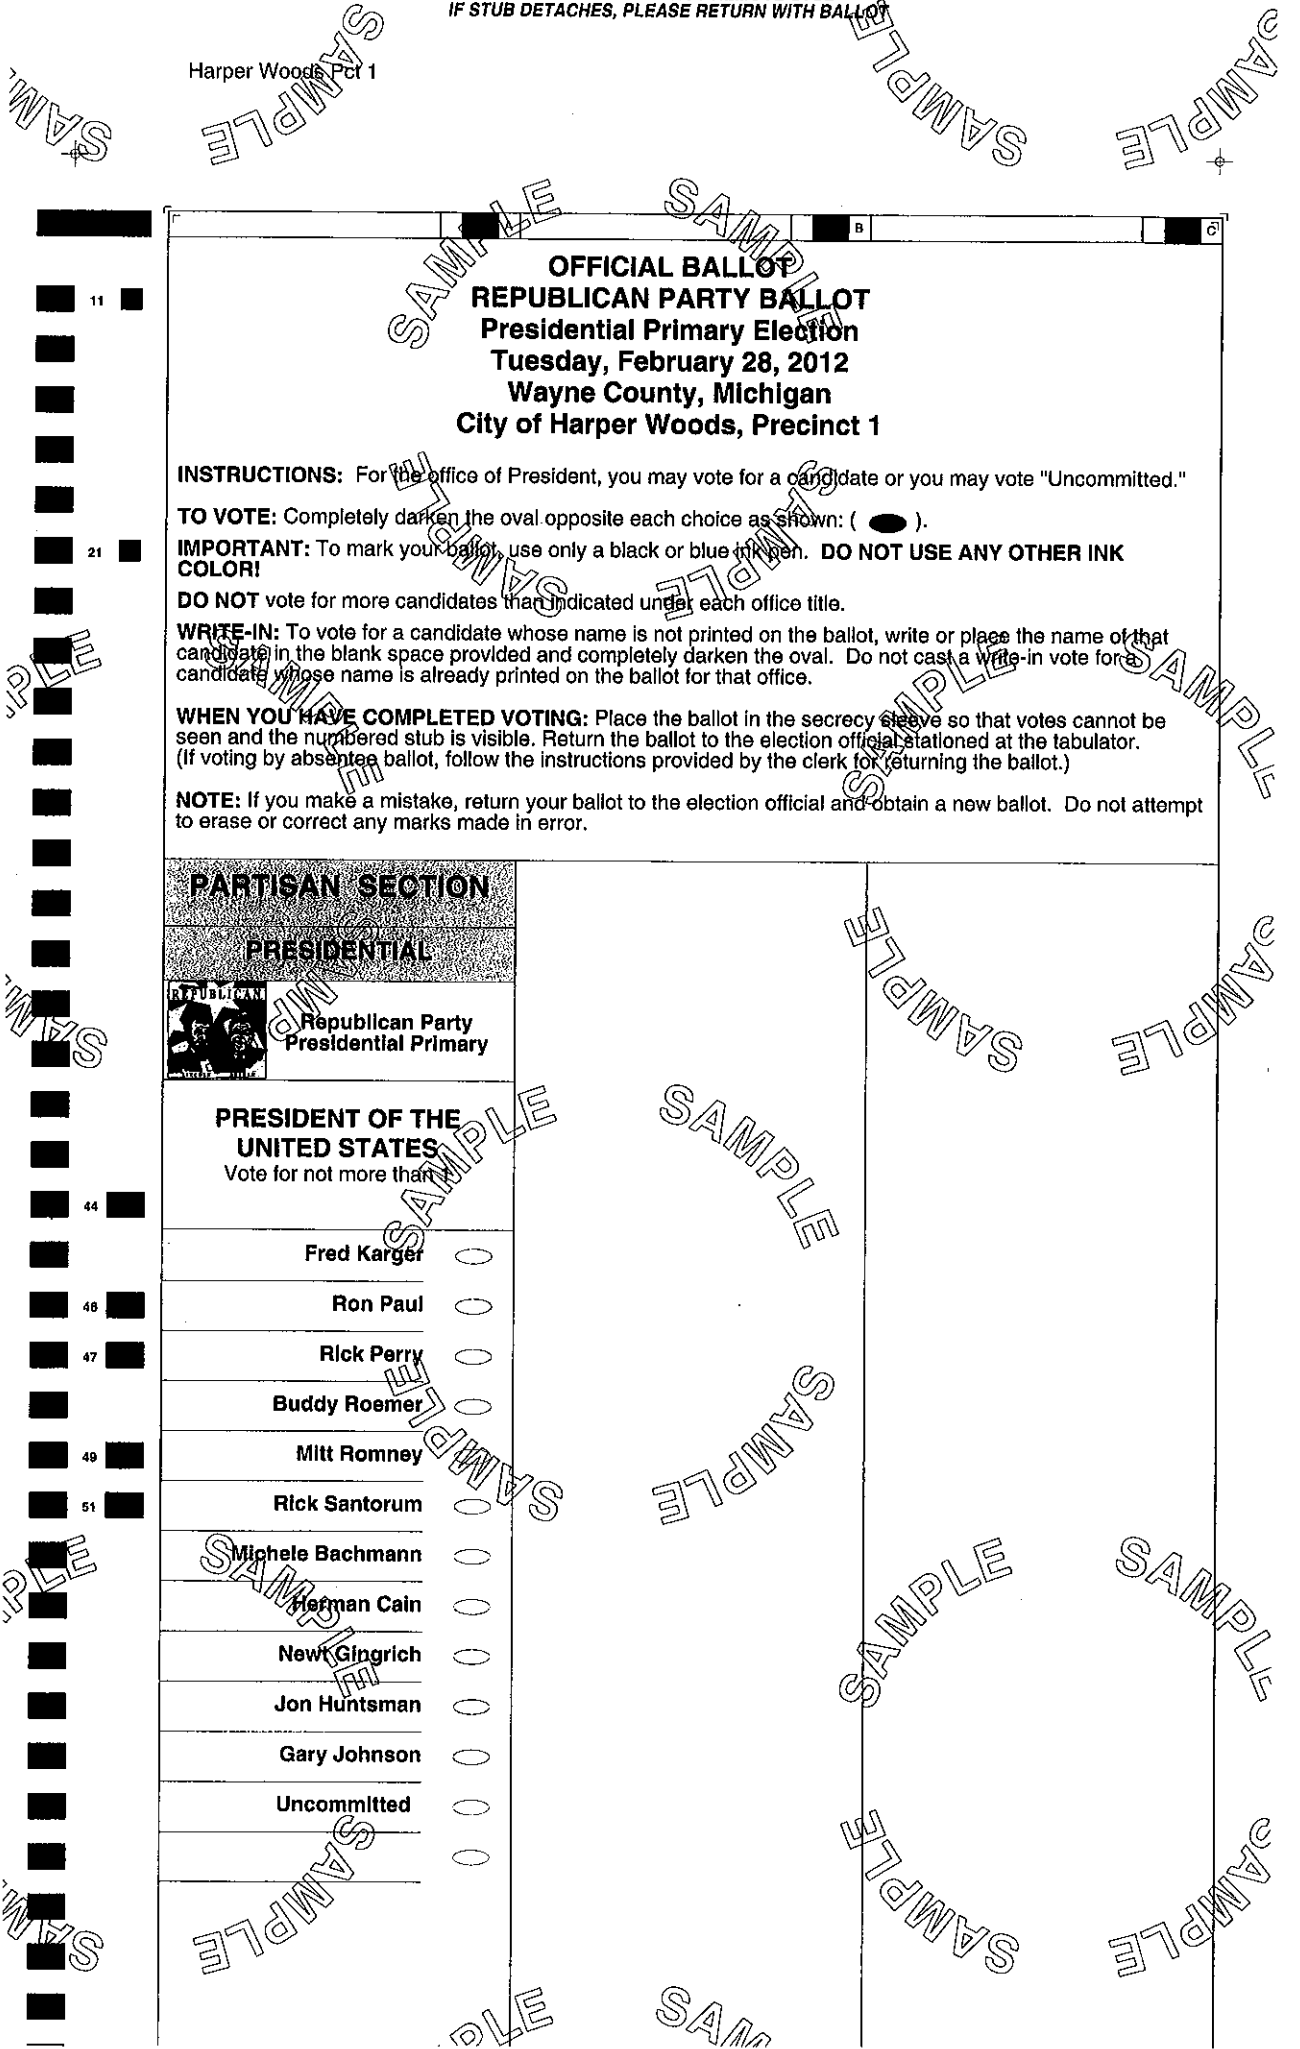 IF STUB DETACHES, PLEASE RETURN WITH BALLOT
Harper Woods Pct 1
SAMPLE
SAMPLE
SAMPLE
SAMPLE
A
B
C
OFFICIAL BALLOT
REPUBLICAN PARTY BALLOT
Presidential Primary Election
Tuesday, February 28, 2012
Wayne County, Michigan
City of Harper Woods, Precinct 1
11
INSTRUCTIONS: For the office of President, you may vote for a candidate or you may vote "Uncommitted."
TO VOTE: Completely darken the oval opposite each choice as shown: ( ).
21
IMPORTANT: To mark your ballot, use only a black or blue ink pen. DO NOT USE ANY OTHER INK
COLOR!
DO NOT vote for more candidates than indicated under each office title.
WRITE-IN: To vote for a candidate whose name is not printed on the ballot, write or place the name of that
candidate in the blank space provided and completely darken the oval. Do not cast a write-in vote for a
candidate whose name is already printed on the ballot for that office.
WHEN YOU HAVE COMPLETED VOTING: Place the ballot in the secrecy sleeve so that votes cannot be
seen and the numbered stub is visible. Return the ballot to the election official stationed at the tabulator.
(If voting by absentee ballot, follow the instructions provided by the clerk for returning the ballot.)
NOTE: If you make a mistake, return your ballot to the election official and obtain a new ballot. Do not attempt
to erase or correct any marks made in error.
PARTISAN SECTION
PRESIDENTIAL
REPUBLICAN
Republican Party
Presidential Primary
PRESIDENT OF THE
UNITED STATES
Vote for not more than 1
44
Fred Karger
46
Ron Paul
47
Rick Perry
Buddy Roemer
49
Mitt Romney
51
Rick Santorum
Michele Bachmann
Herman Cain
Newt Gingrich
Jon Huntsman
Gary Johnson
Uncommitted
SAMPLE
SAMPLE
SAMPLE
SAMPLE